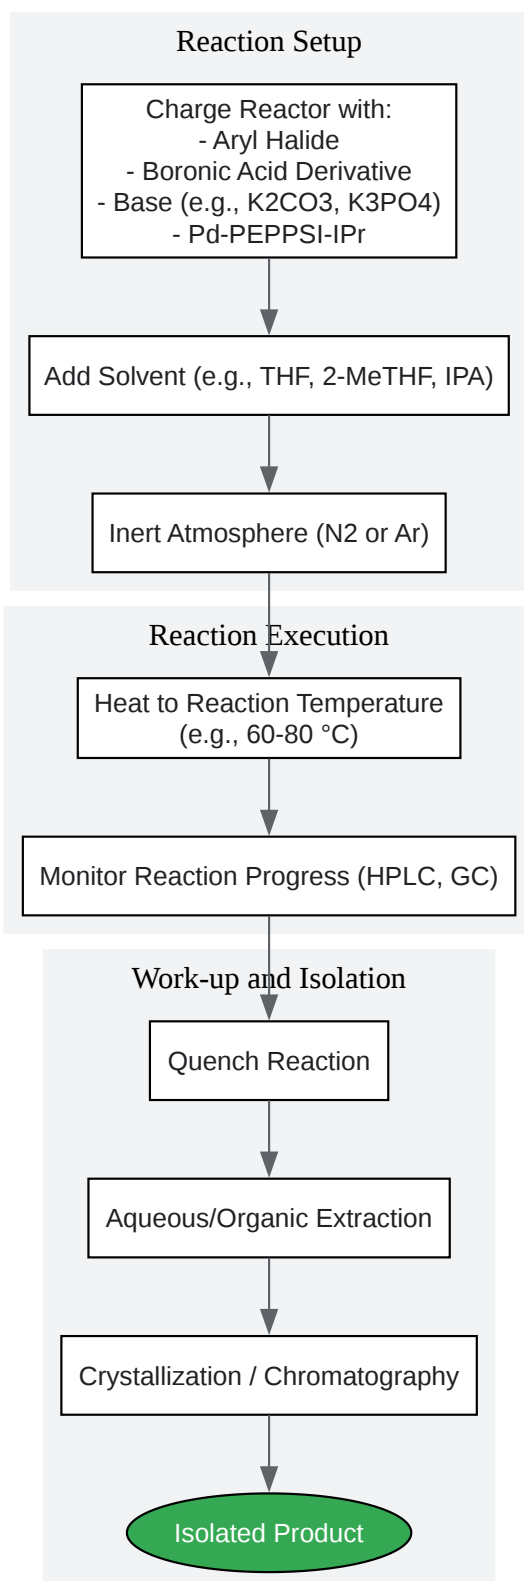 Reaction Setup
Charge Reactor with:
- Aryl Halide
- Boronic Acid Derivative
- Base (e.g., K2CO3, K3PO4)
- Pd-PEPPSI-IPr
Add Solvent (e.g., THF, 2-MeTHF, IPA)
Inert Atmosphere (N2 or Ar)
Reaction Execution
Heat to Reaction Temperature
(e.g., 60-80 °C)
Monitor Reaction Progress (HPLC, GC)
Work-up and Isolation
Quench Reaction
Aqueous/Organic Extraction
Crystallization / Chromatography
Isolated Product